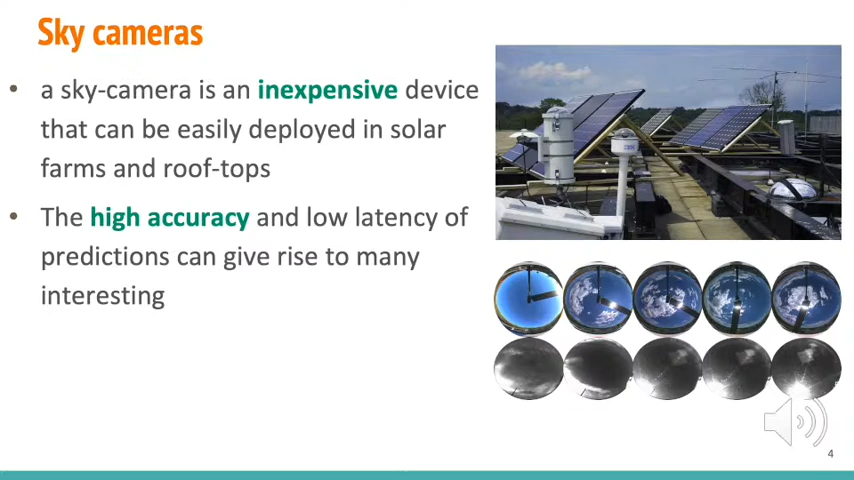 Sky cameras
• a sky-camera is an inexpensive device
that can be easily deployed in solar
farms and roof-tops
• The high accuracy and low latency of
predictions can give rise to many
interesting
4